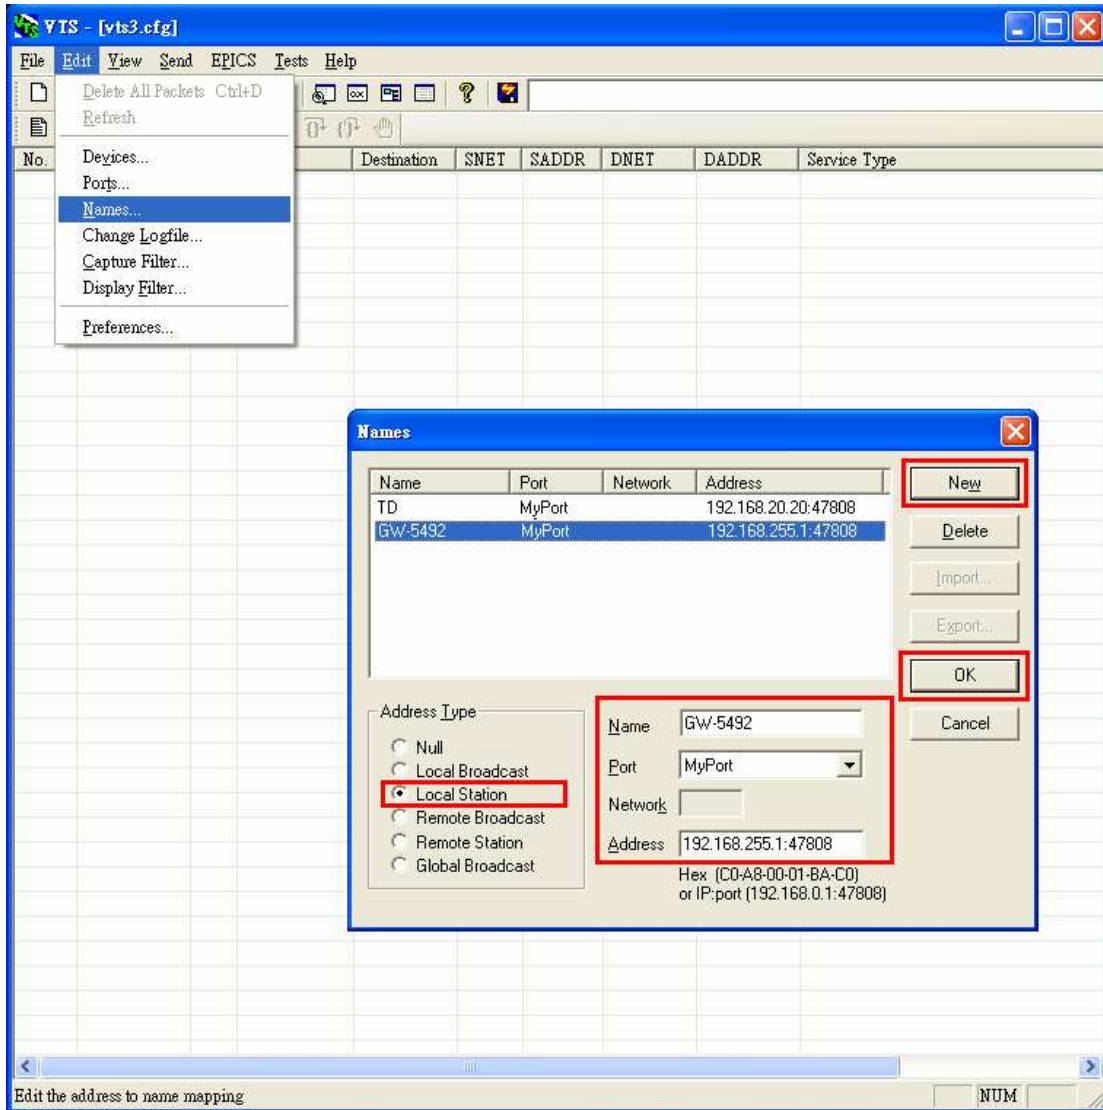 VTS - [vts3.cfg]
File Edit View Send EPICS Tests Help
Delete All Packets Ctrl+D
Refresh
Devices...
Ports...
Names...
Change Logfile...
Capture Filter...
Display Filter...
Preferences...
No. Destination SNET SADDR DNET DADDR Service Type
Names
Name Port Network Address
TD MyPort 192.168.20.20:47808
GW-5492 MyPort 192.168.255.1:47808
New
Delete
Import...
Export...
OK
Cancel
Address Type
Null
Local Broadcast
Local Station
Remote Broadcast
Remote Station
Global Broadcast
Name GW-5492
Port MyPort
Network
Address 192.168.255.1:47808
Hex (C0-A8-00-01-BA-C0)
or IP:port (192.168.0.1:47808)
Edit the address to name mapping NUM